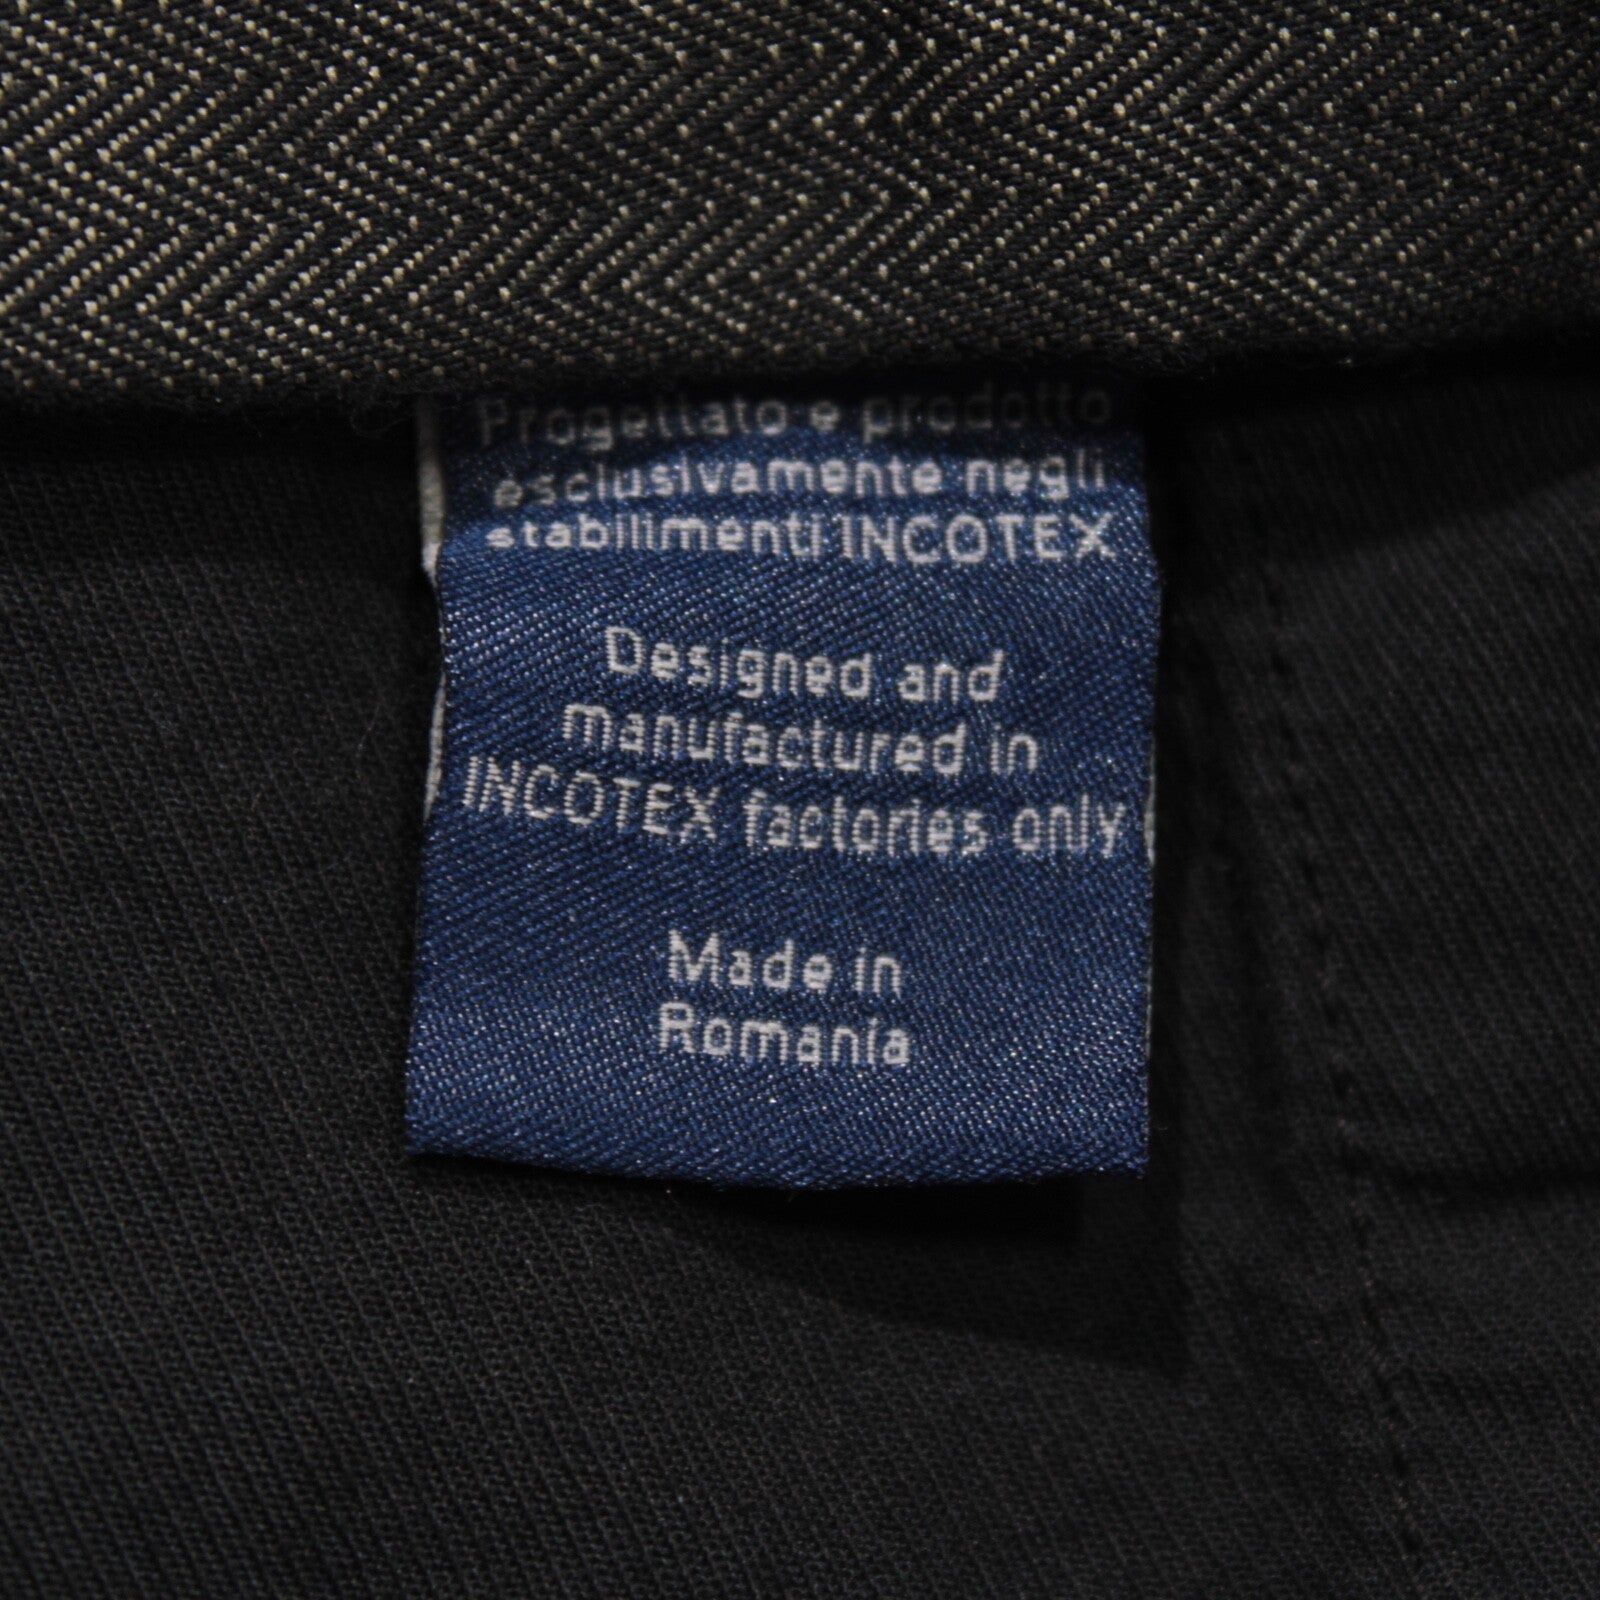 Progettato e prodotto
esclusivamente negli
stabilimenti INCOTEX
Designed and
manufactured in
INCOTEX factories only
Made in
Romania